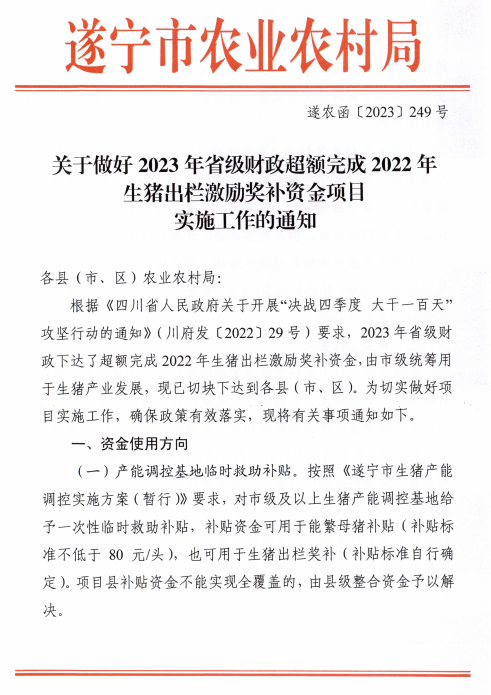 遂宁市农业农村局
遂农函〔2023〕249号
关于做好 2023 年省级财政超额完成 2022 年
生猪出栏激励奖补资金项目
实施工作的通知
各县（市、区）农业农村局：
根据《四川省人民政府关于开展“决战四季度 大干一百天”
攻坚行动的通知》（川府发〔2022〕29号）要求，2023年省级财
政下达了超额完成2022年生猪出栏激励奖补资金，由市级统筹用
于生猪产业发展，现已切块下达到各县（市、区）。为切实做好项
目实施工作，确保政策有效落实，现将有关事项通知如下。
一、资金使用方向
（一）产能调控基地临时救助补贴。按照《遂宁市生猪产能
调控实施方案（暂行）》要求，对市级及以上生猪产能调控基地给
予一次性临时救助补贴，补贴资金可用于能繁母猪补贴（补贴标
准不低于 80 元/头），也可用于生猪出栏奖补（补贴标准自行确
定）。项目县补贴资金不能实现全覆盖的，由县级整合资金予以解
决。